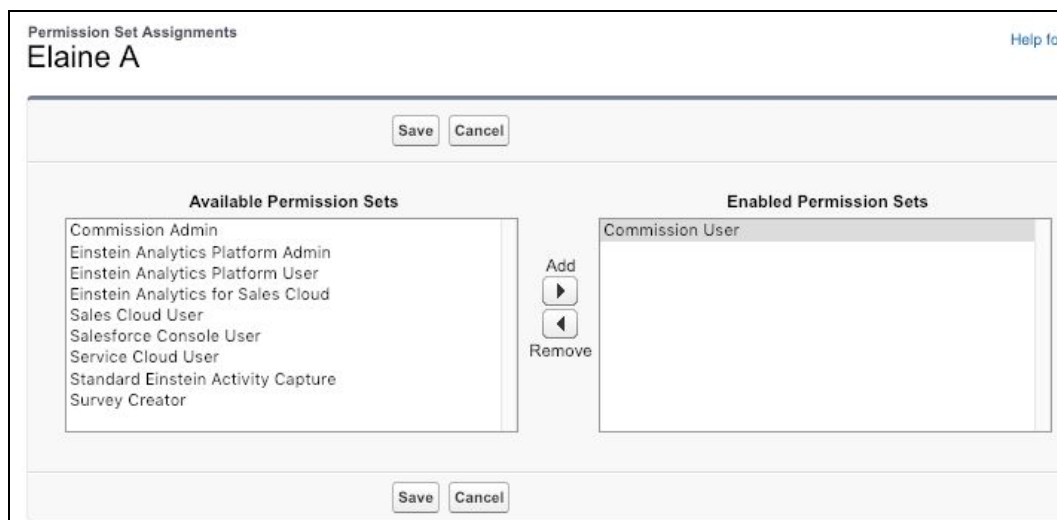 Permission Set Assignments
Elaine A
Help fo
Save Cancel
Available Permission Sets
Commission Admin
Einstein Analytics Platform Admin
Einstein Analytics Platform User
Einstein Analytics for Sales Cloud
Sales Cloud User
Salesforce Console User
Service Cloud User
Standard Einstein Activity Capture
Survey Creator
Add
Remove
Enabled Permission Sets
Commission User
Save Cancel